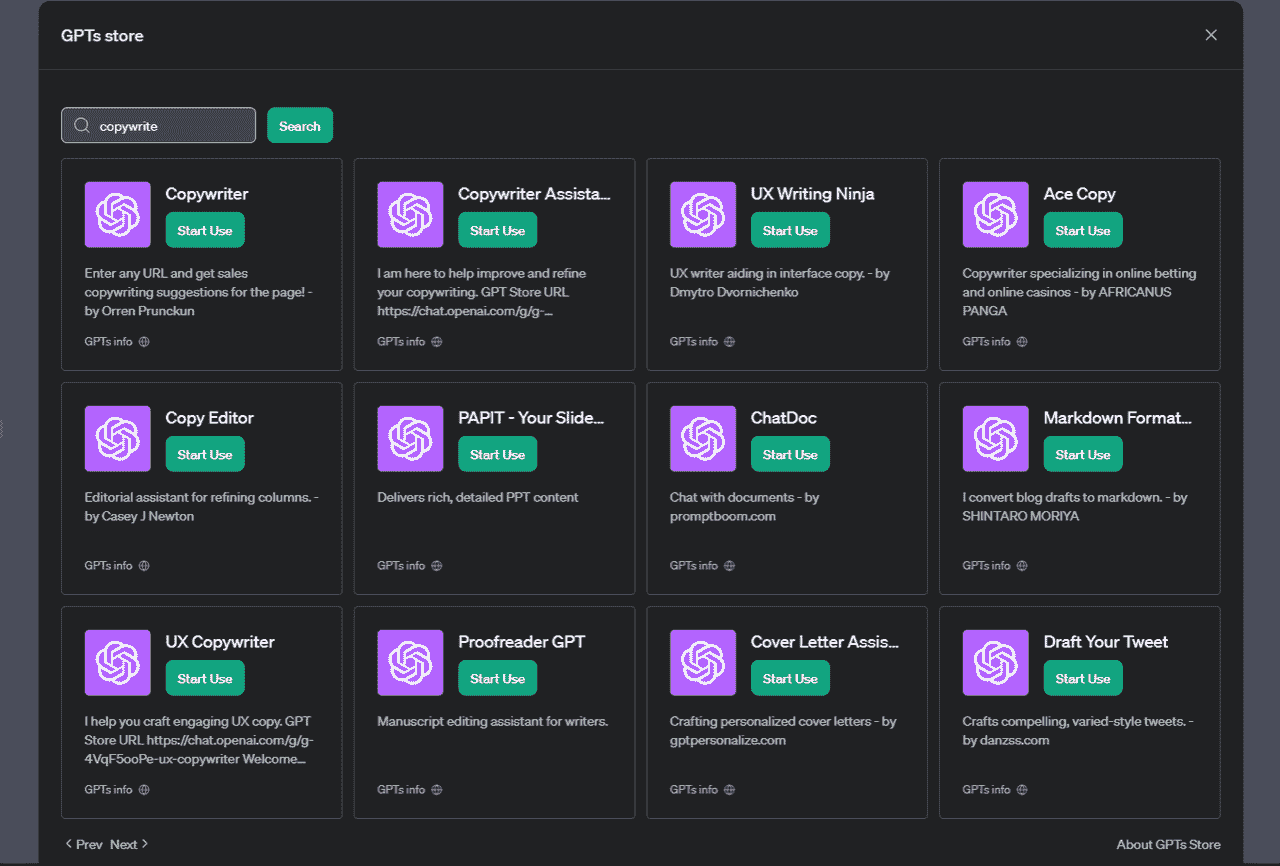 GPTs store
copywrite
Search
Copywriter
Start Use
Enter any URL and get sales
copywriting suggestions for the page! -
by Orren Prunckun
GPTs info
Copywriter Assista...
Start Use
I am here to help improve and refine
your copywriting. GPT Store URL
https://chat.openai.com/g/g-...
GPTs info
UX Writing Ninja
Start Use
UX writer aiding in interface copy. - by
Dmytro Dvornichenko
GPTs info
Ace Copy
Start Use
Copywriter specializing in online betting
and online casinos - by AFRICANUS
PANGA
GPTs info
Copy Editor
Start Use
Editorial assistant for refining columns. -
by Casey J Newton
GPTs info
PAPIT - Your Slide...
Start Use
Delivers rich, detailed PPT content
GPTs info
ChatDoc
Start Use
Chat with documents - by
promptboom.com
GPTs info
Markdown Format...
Start Use
I convert blog drafts to markdown. - by
SHINTARO MORIYA
GPTs info
UX Copywriter
Start Use
I help you craft engaging UX copy. GPT
Store URL https://chat.openai.com/g/g-
4VqF5ooPe-ux-copywriter Welcome...
GPTs info
Proofreader GPT
Start Use
Manuscript editing assistant for writers.
GPTs info
Cover Letter Assis...
Start Use
Crafting personalized cover letters - by
gptpersonalize.com
GPTs info
Draft Your Tweet
Start Use
Crafts compelling, varied-style tweets. -
by danzss.com
GPTs info
Prev Next
About GPTs Store